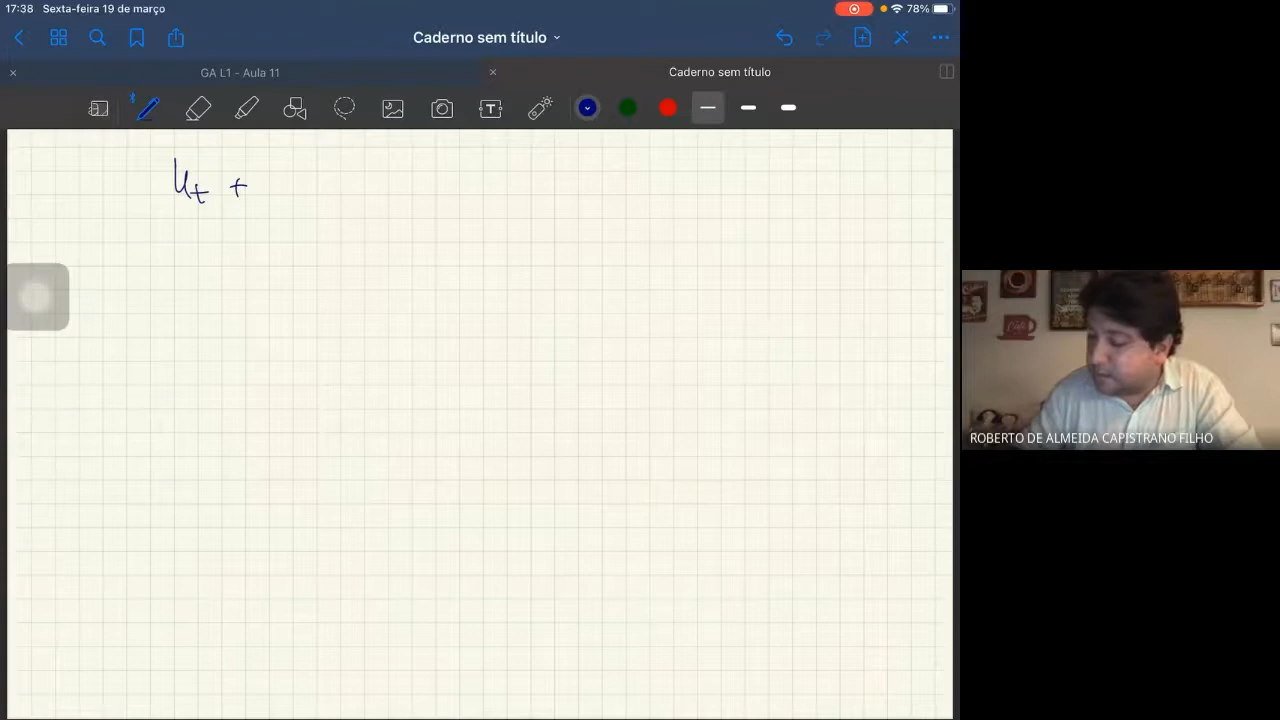 17:38 Sexta-feira 19 de março
78%
Caderno sem título
GA L1 - Aula 11
Caderno sem título
T
u_t +
ROBERTO DE ALMEIDA CAPISTRANO FILHO